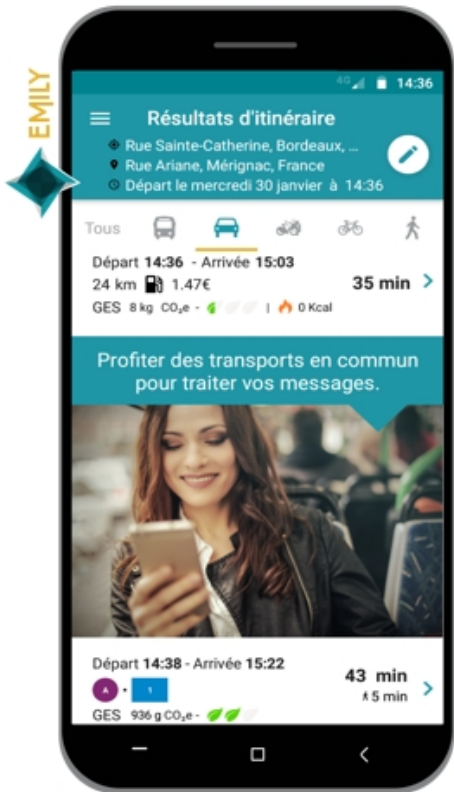 EMILY
4G 14:36
Résultats d'itinéraire
Rue Sainte-Catherine, Bordeaux, ...
Rue Ariane, Mérignac, France
Départ le mercredi 30 janvier à 14:36
Tous
Départ 14:36 - Arrivée 15:03
24 km 1.47€
35 min
GES 8 kg CO₂e - | 0 Kcal
Profiter des transports en commun
pour traiter vos messages.
Départ 14:38 - Arrivée 15:22
43 min
A · 1
5 min
GES 936 g CO₂e -